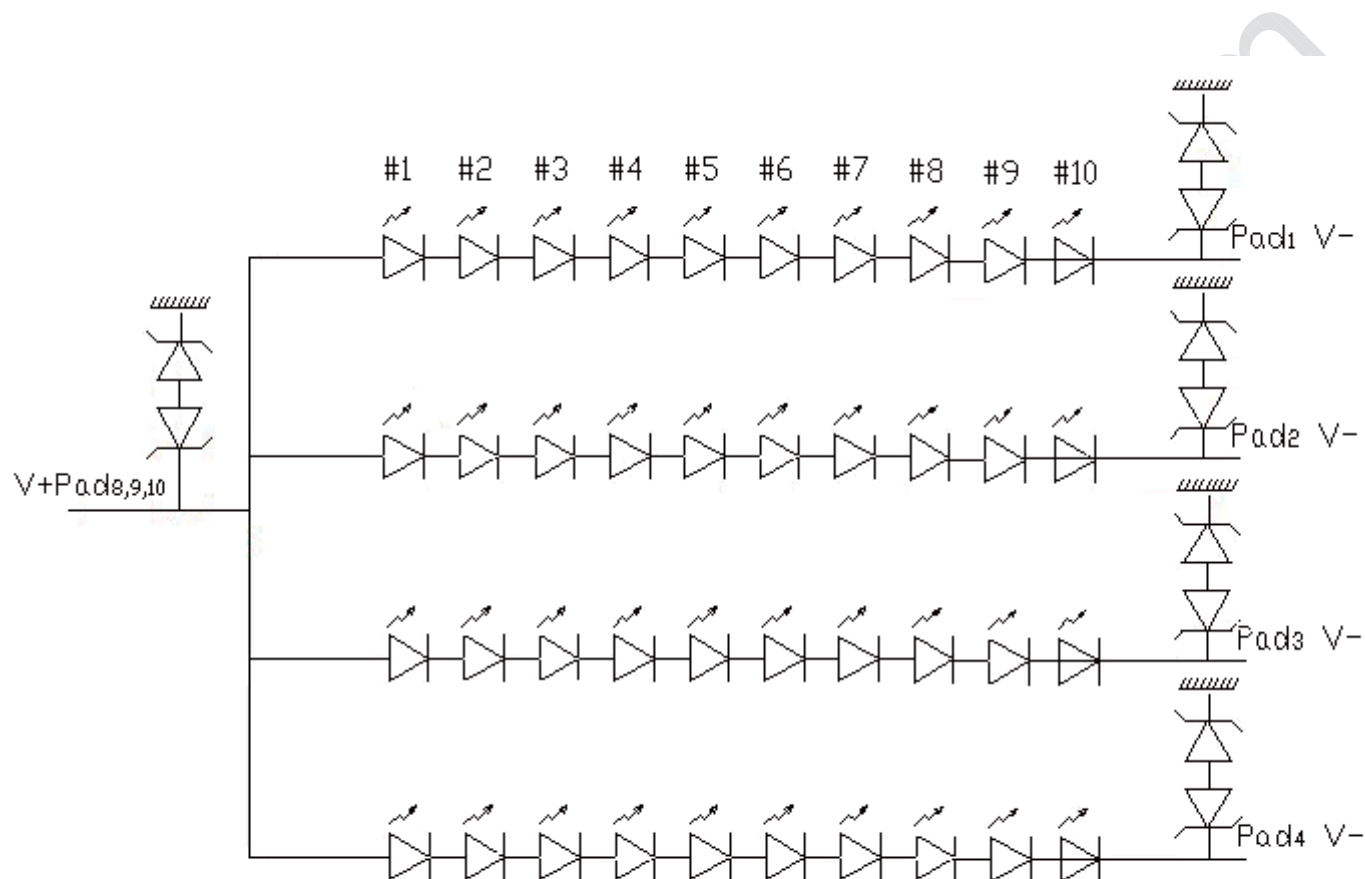 #1 #2 #3 #4 #5 #6 #7 #8 #9 #10
Pad1 V-
Pad2 V-
V+Pad8,9,10
Pad3 V-
Pad4 V-